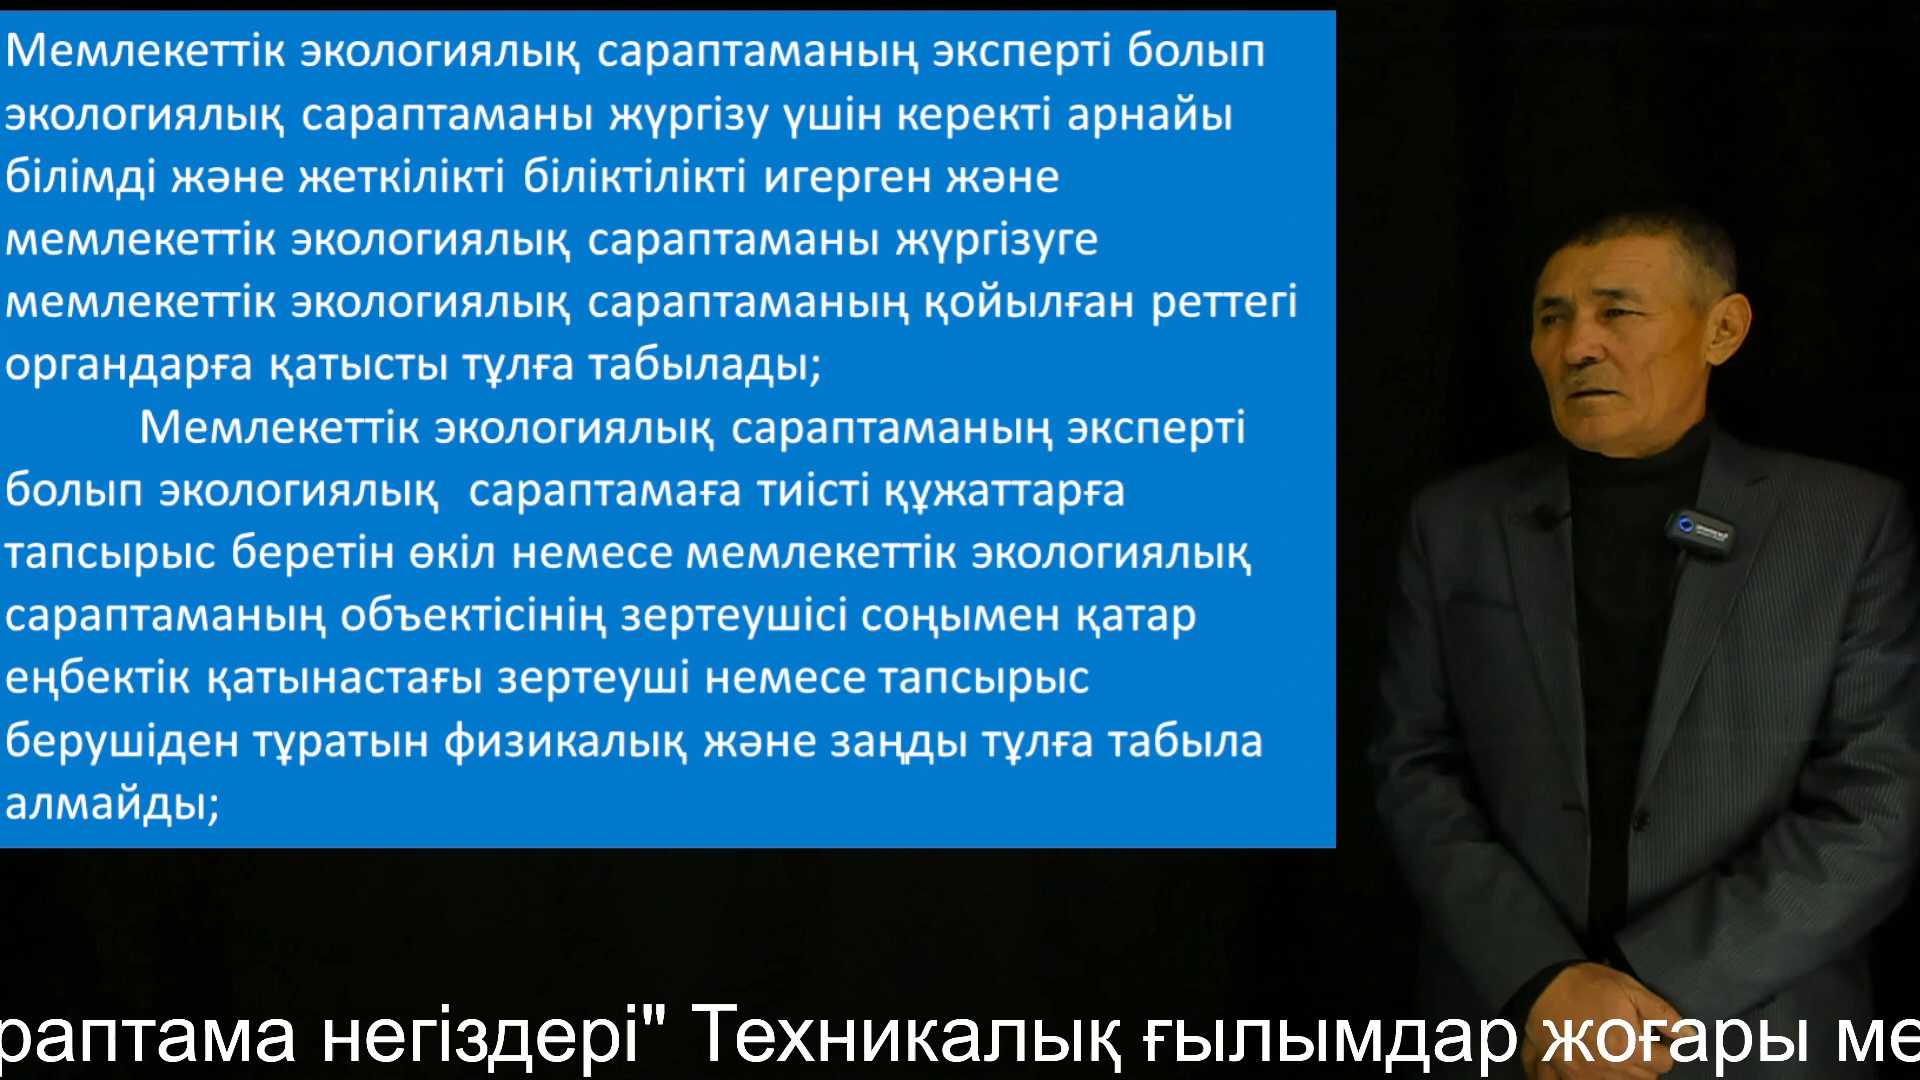 Мемлекеттік экологиялық сараптаманың эксперті болып
экологиялық сараптаманы жүргізу үшін керекті арнайы
білімді және жеткілікті біліктілікті игерген және
мемлекеттік экологиялық сараптаманы жүргізуге
мемлекеттік экологиялық сараптаманың қойылған реттегі
органдарға қатысты тұлға табылады;
Мемлекеттік экологиялық сараптаманың эксперті
болып экологиялық сараптамаға тиісті құжаттарға
тапсырыс беретін өкіл немесе мемлекеттік экологиялық
сараптаманың объектісінің зертеушісі соңымен қатар
еңбектік қатынастағы зертеуші немесе тапсырыс
берушіден тұратын физикалық және заңды тұлға табыла
алмайды;
раптама негіздері" Техникалық ғылымдар жоғары ме